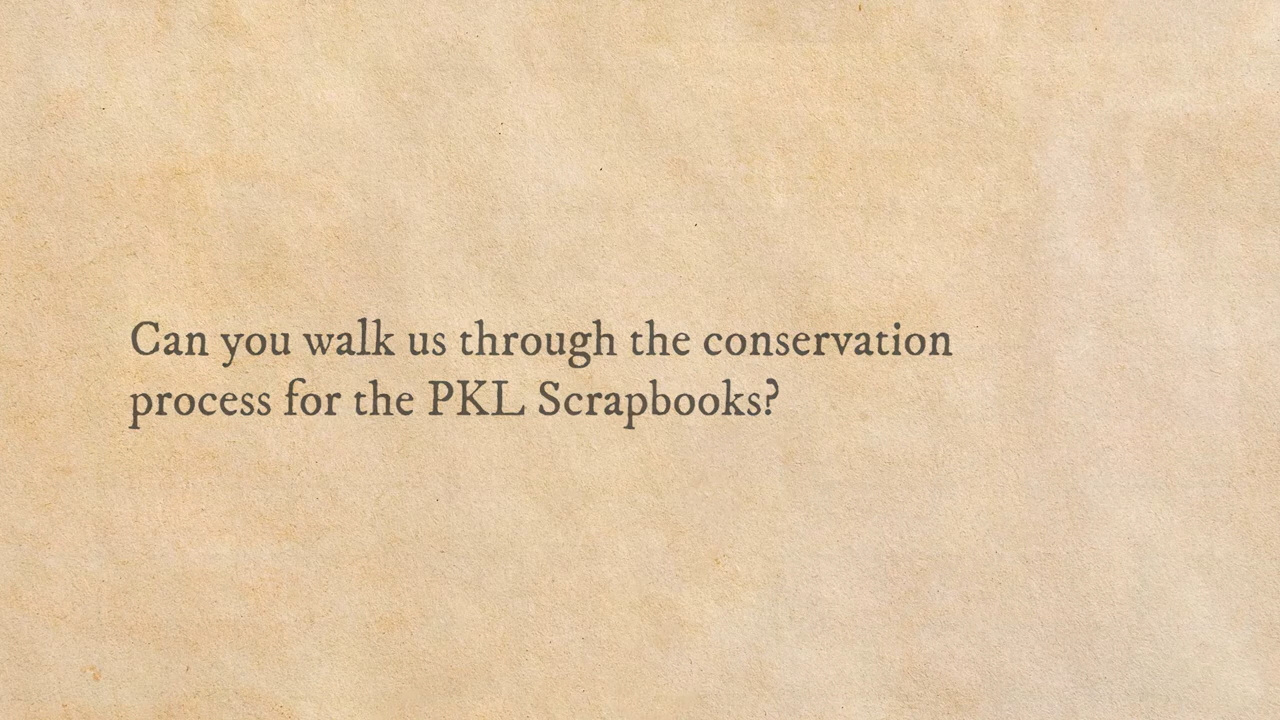 Can you walk us through the conservation
process for the PKL Scrapbooks?